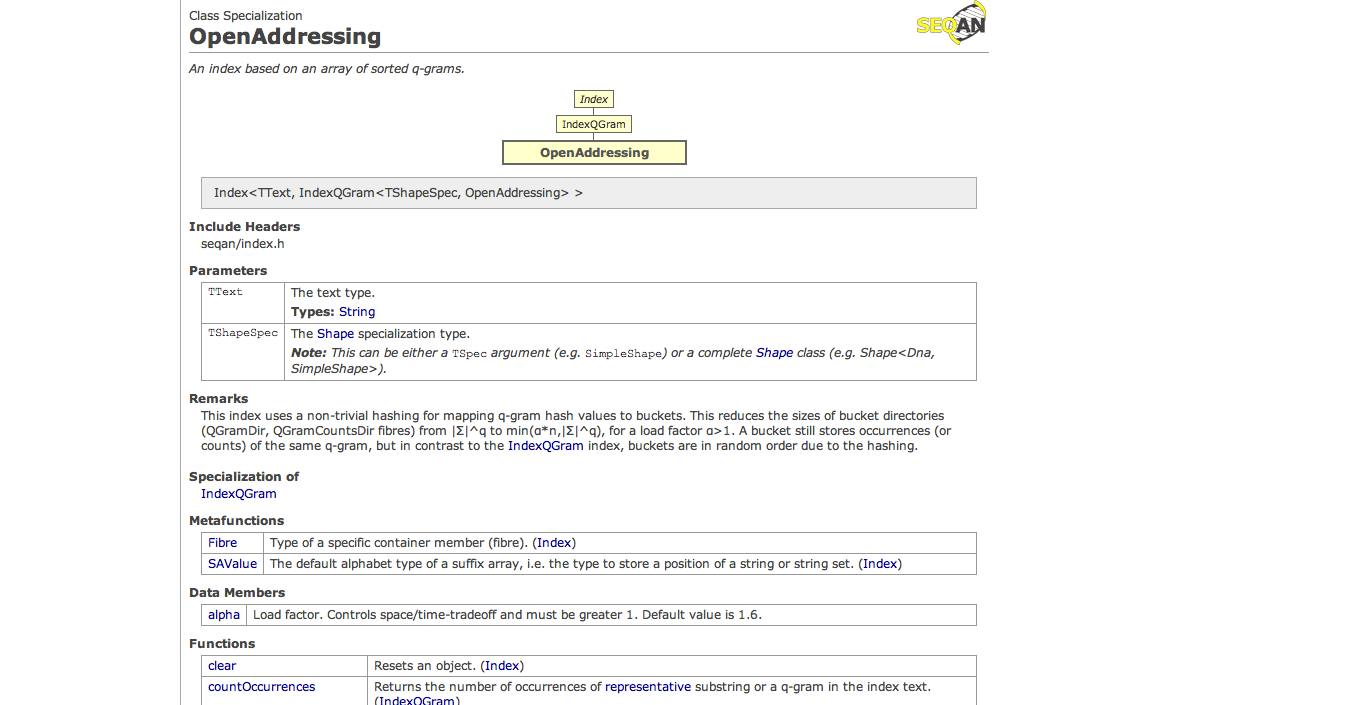 Class Specialization
OpenAddressing
SEQAN
An index based on an array of sorted q-grams.
Index
IndexQGram
OpenAddressing
Index<TText, IndexQGram<TShapeSpec, OpenAddressing> >
Include Headers
seqan/index.h
Parameters
TText The text type.
Types: String
TShapeSpec The Shape specialization type.
Note: This can be either a TSpec argument (e.g. SimpleShape) or a complete Shape class (e.g. Shape<Dna,
SimpleShape>).
Remarks
This index uses a non-trivial hashing for mapping q-gram hash values to buckets. This reduces the sizes of bucket directories
(QGramDir, QGramCountsDir fibres) from |Σ|^q to min(α*n,|Σ|^q), for a load factor α>1. A bucket still stores occurrences (or
counts) of the same q-gram, but in contrast to the IndexQGram index, buckets are in random order due to the hashing.
Specialization of
IndexQGram
Metafunctions
Fibre Type of a specific container member (fibre). (Index)
SAValue The default alphabet type of a suffix array, i.e. the type to store a position of a string or string set. (Index)
Data Members
alpha Load factor. Controls space/time-tradeoff and must be greater 1. Default value is 1.6.
Functions
clear Resets an object. (Index)
countOccurrences Returns the number of occurrences of representative substring or a q-gram in the index text.
(IndexQGram)